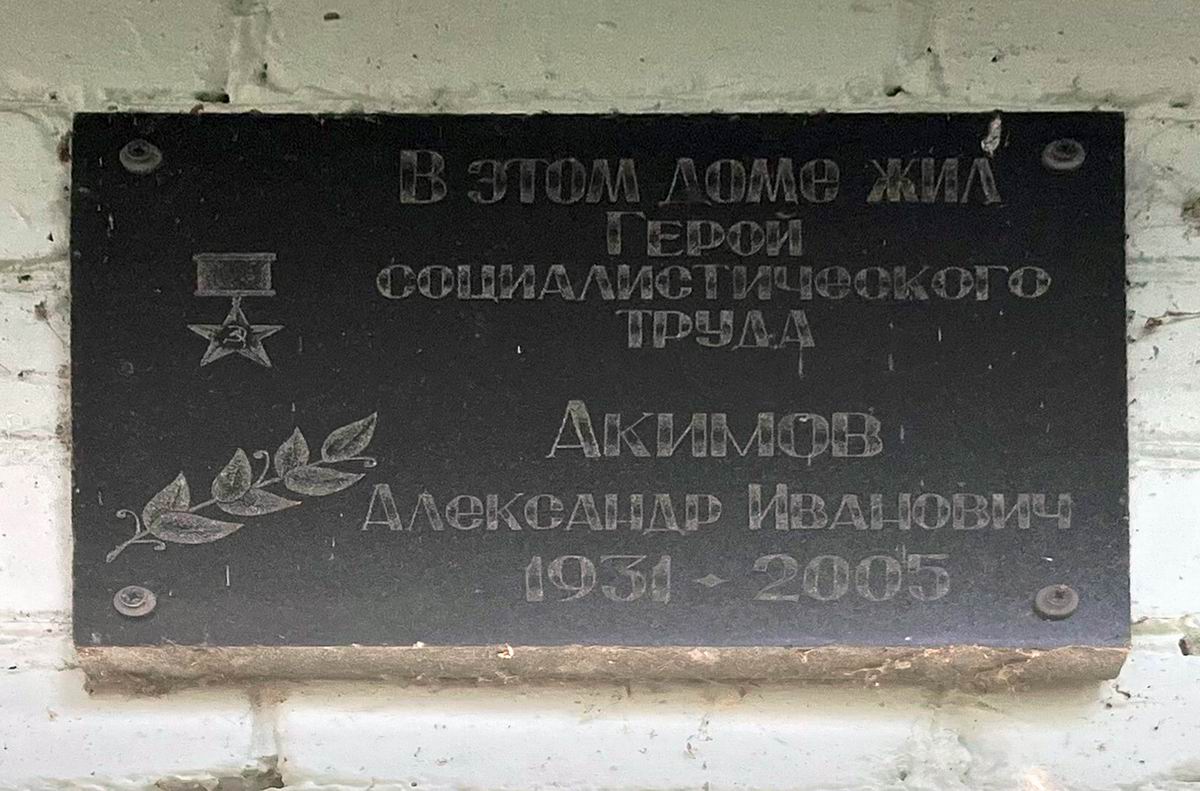 В этом доме жил
Герой
социалистического
труда
Акимов
Александр Иванович
1931 - 2005